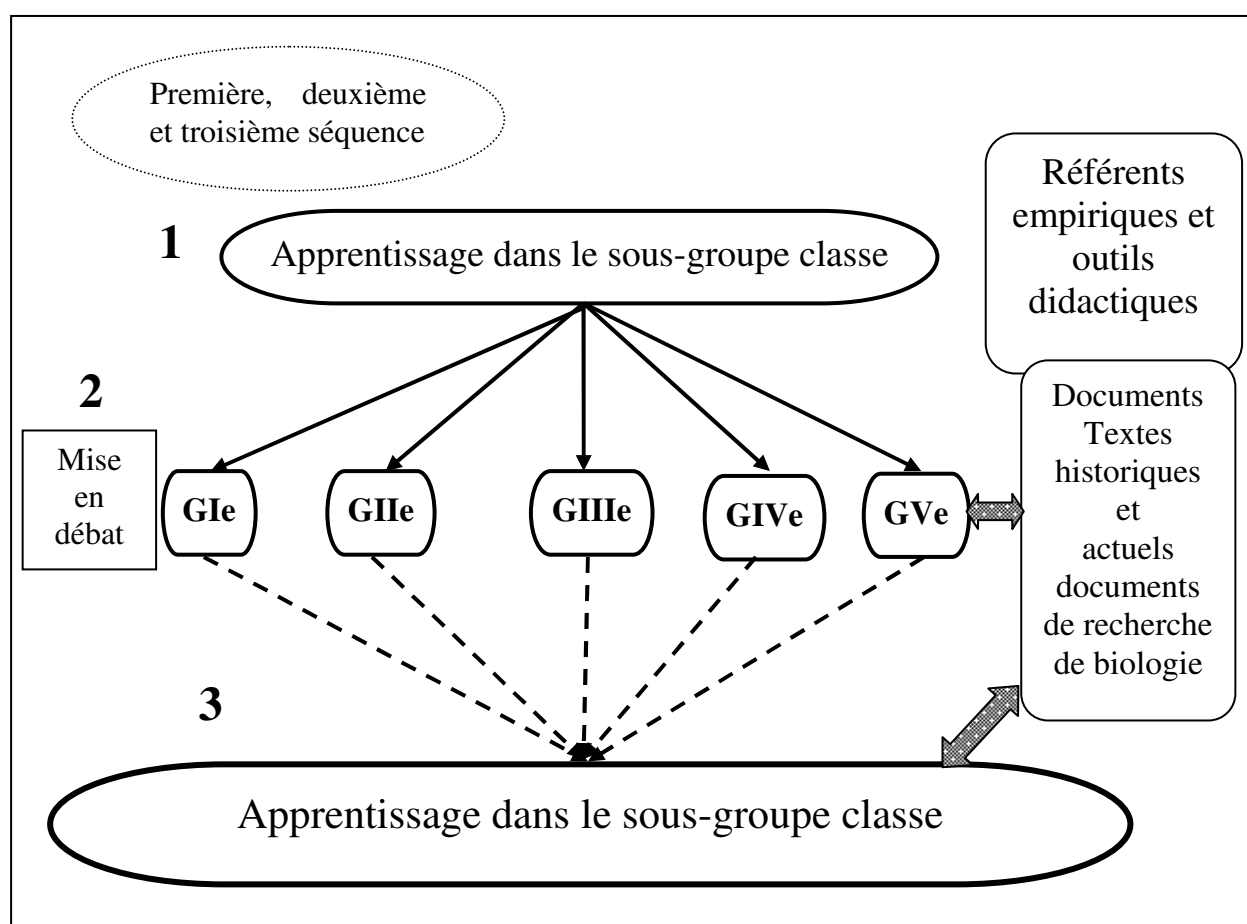 Première, deuxième
et troisième séquence
Référents
empiriques et
outils
didactiques
1
Apprentissage dans le sous-groupe classe
2
Mise
en
débat
GIe
GIIe
GIIIe
GIVe
GVe
Documents
Textes
historiques
et
actuels
documents
de recherche
de biologie
3
Apprentissage dans le sous-groupe classe